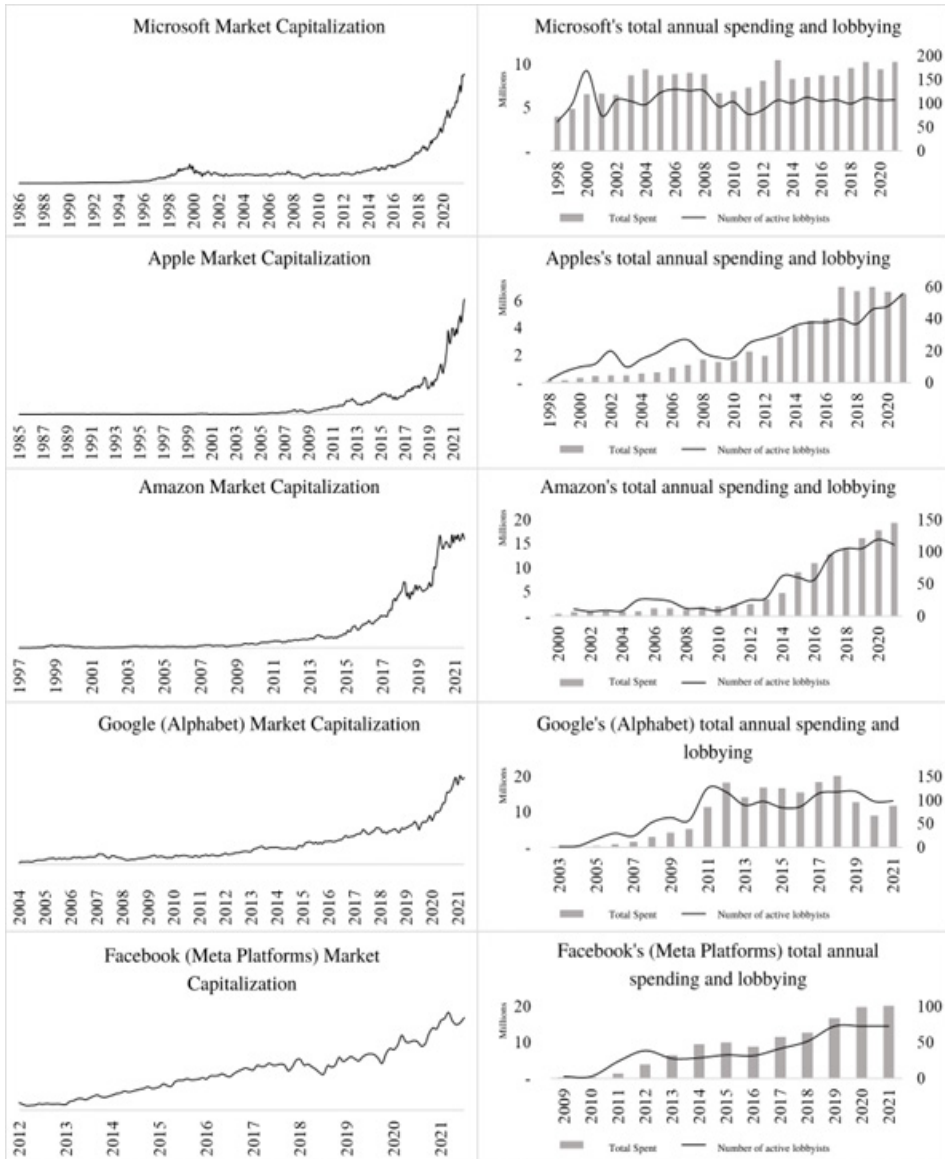 Microsoft Market Capitalization
1986 1988 1990 1992 1994 1996 1998 2000 2002 2004 2006 2008 2010 2012 2014 2016 2018 2020
Microsoft's total annual spending and lobbying
Millions
10
5
-
200
150
100
50
0
1998 2000 2002 2004 2006 2008 2010 2012 2014 2016 2018 2020
Total Spent Number of active lobbyists
Apple Market Capitalization
1985 1987 1989 1991 1993 1995 1997 1999 2001 2003 2005 2007 2009 2011 2013 2015 2017 2019 2021
Apples's total annual spending and lobbying
Millions
6
4
2
-
60
40
20
0
1998 2000 2002 2004 2006 2008 2010 2012 2014 2016 2018 2020
Total Spent Number of active lobbyists
Amazon Market Capitalization
1997 1999 2001 2003 2005 2007 2009 2011 2013 2015 2017 2019 2021
Amazon's total annual spending and lobbying
Millions
20
15
10
5
-
150
100
50
0
2000 2002 2004 2006 2008 2010 2012 2014 2016 2018 2020
Total Spent Number of active lobbyists
Google (Alphabet) Market Capitalization
2004 2005 2006 2007 2008 2009 2010 2011 2012 2013 2014 2015 2016 2017 2018 2019 2020 2021
Google's (Alphabet) total annual spending and
lobbying
Millions
20
10
-
150
100
50
0
2003 2005 2007 2009 2011 2013 2015 2017 2019 2021
Total Spent Number of active lobbyists
Facebook (Meta Platforms) Market
Capitalization
2012 2013 2014 2015 2016 2017 2018 2019 2020 2021
Facebook's (Meta Platforms) total annual
spending and lobbying
Millions
20
10
-
100
50
0
2009 2010 2011 2012 2013 2014 2015 2016 2017 2018 2019 2020 2021
Total Spent Number of active lobbyists